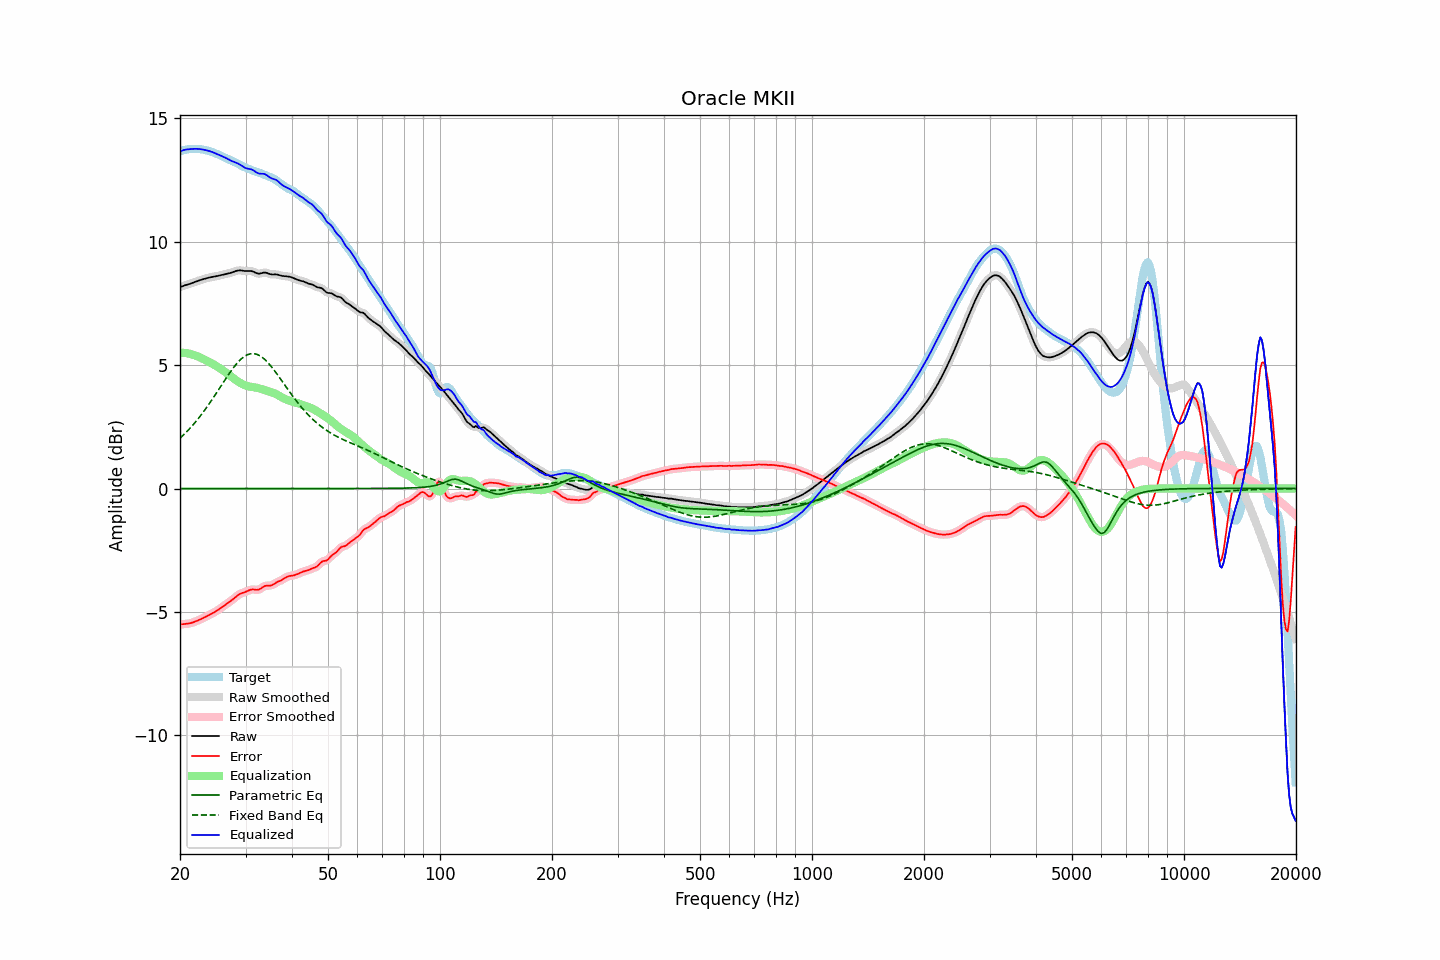 Oracle MKII
Amplitude (dBr)
15
10
5
0
−5
−10
Target
Raw Smoothed
Error Smoothed
Raw
Error
Equalization
Parametric Eq
Fixed Band Eq
Equalized
20 50 100 200 500 1000 2000 5000 10000 20000
Frequency (Hz)